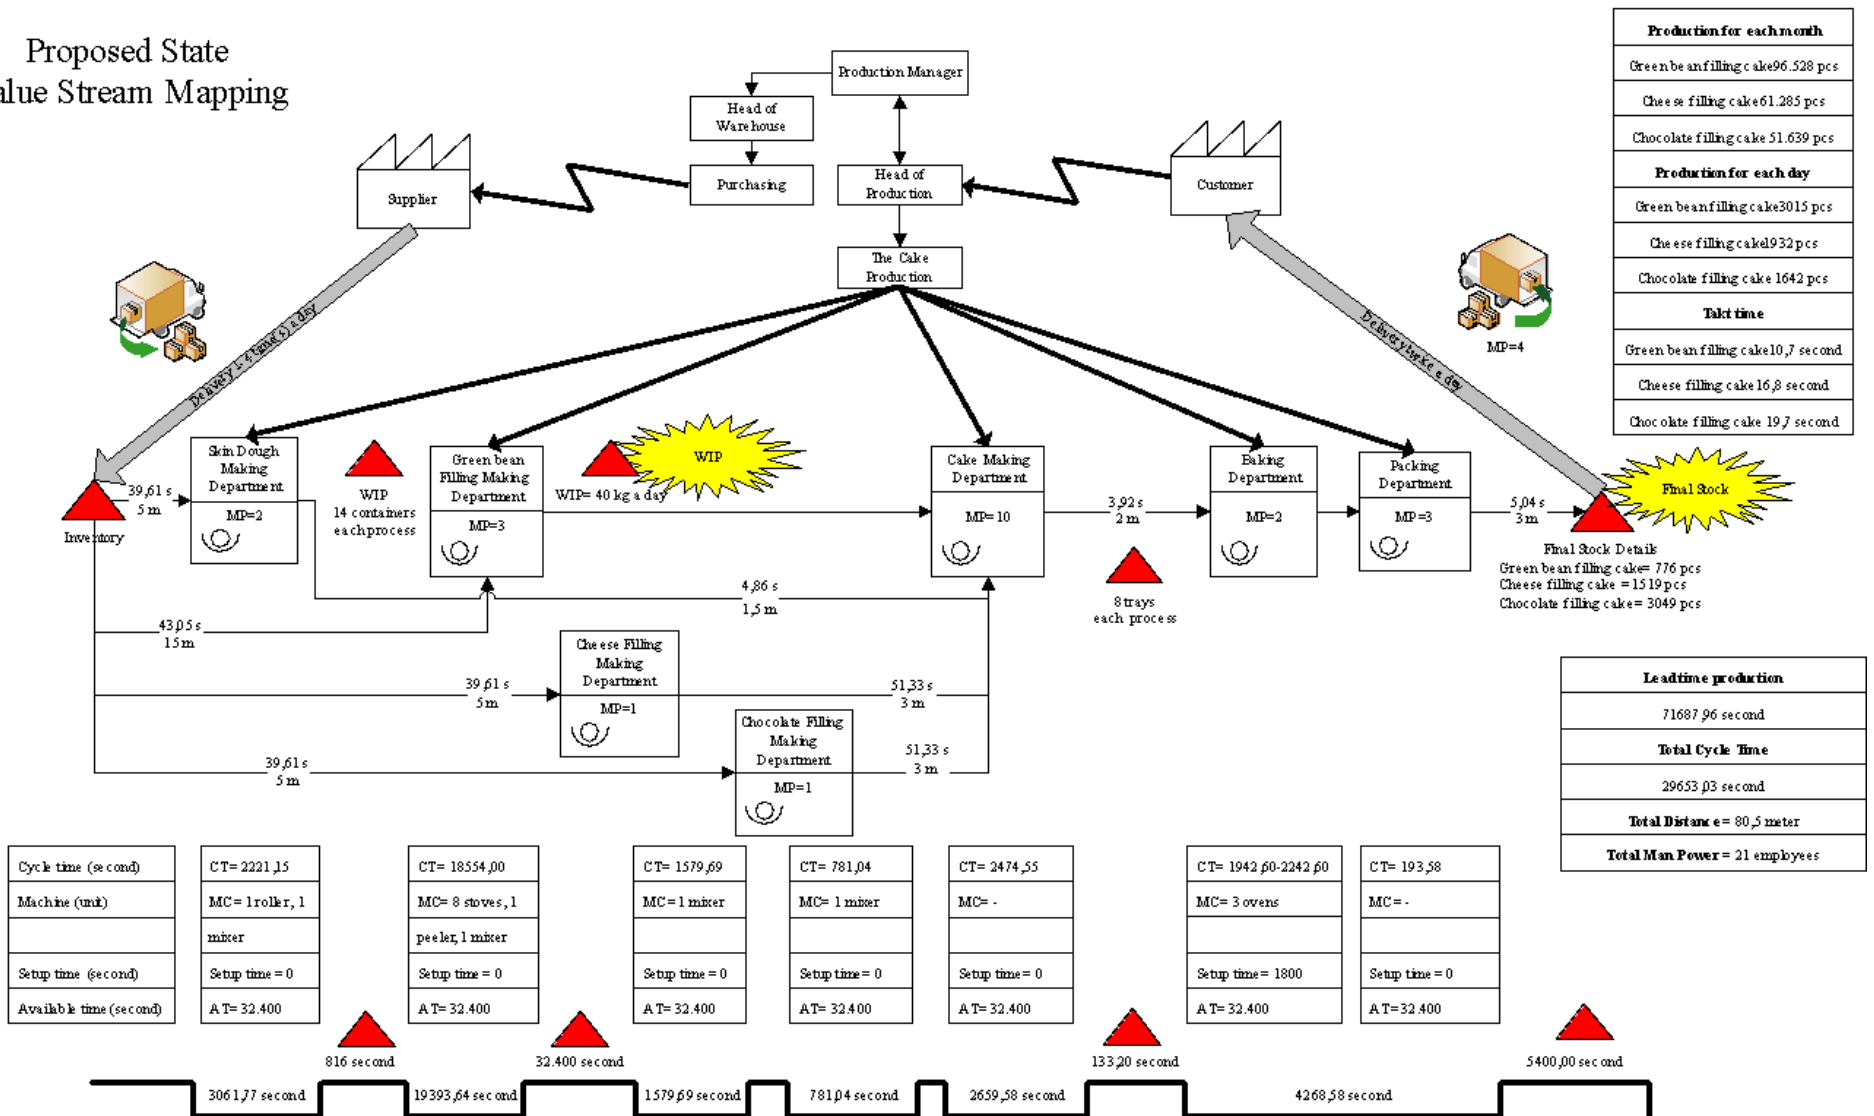 Proposed State
alue Stream Mapping
Production Manager
Head of
Warehouse
Purchasing
Head of
Production
The Cake
Production
Supplier
Customer
Delivery 1-4 time(s) a day
Delivery twice a day
MP=4
Production for each month
Green bean filling cake96.528 pcs
Cheese filling cake61.285 pcs
Chocolate filling cake 51.639 pcs
Production for each day
Green bean filling cake3015 pcs
Cheese filling cake1932 pcs
Chocolate filling cake 1642 pcs
Takt time
Green bean filling cake10,7 second
Cheese filling cake 16,8 second
Chocolate filling cake 19,7 second
Inventory
39,61 s
5 m
Skin Dough
Making
Department
MP=2
WIP
14 containers
each process
Green bean
Filling Making
Department
MP=3
WIP= 40 kg a day
WIP
Cake Making
Department
MP=10
3,92 s
2 m
8 trays
each process
Baking
Department
MP=2
Packing
Department
MP=3
5,04 s
3 m
Final Stock
Final Stock Details
Green bean filling cake= 776 pcs
Cheese filling cake = 1519 pcs
Chocolate filling cake= 3049 pcs
4,86 s
1,5 m
43,05 s
15 m
39,61 s
5 m
Cheese Filling
Making
Department
MP=1
51,33 s
3 m
39,61 s
5 m
Chocolate Filling
Making
Department
MP=1
51,33 s
3 m
Leadtime production
71687,96 second
Total Cycle Time
29653,03 second
Total Distance = 80,5 meter
Total Man Power = 21 employees
Cycle time (second)
Machine (unit)
Setup time (second)
Available time (second)
CT= 2221,15
MC= 1 roller, 1
mixer
Setup time = 0
AT= 32.400
CT= 18554,00
MC= 8 stoves, 1
peeler, 1 mixer
Setup time = 0
AT= 32.400
CT= 1579,69
MC= 1 mixer
Setup time = 0
AT= 32.400
CT= 781,04
MC= 1 mixer
Setup time = 0
AT= 32.400
CT= 2474,55
MC= -
Setup time = 0
AT= 32.400
CT= 1942,60-2242,60
MC= 3 ovens
Setup time= 1800
AT= 32.400
CT= 193,58
MC= -
Setup time = 0
AT= 32.400
816 second
32.400 second
133,20 second
5400,00 second
3061,77 second
19393,64 second
1579,69 second
781,04 second
2659,58 second
4268,58 second